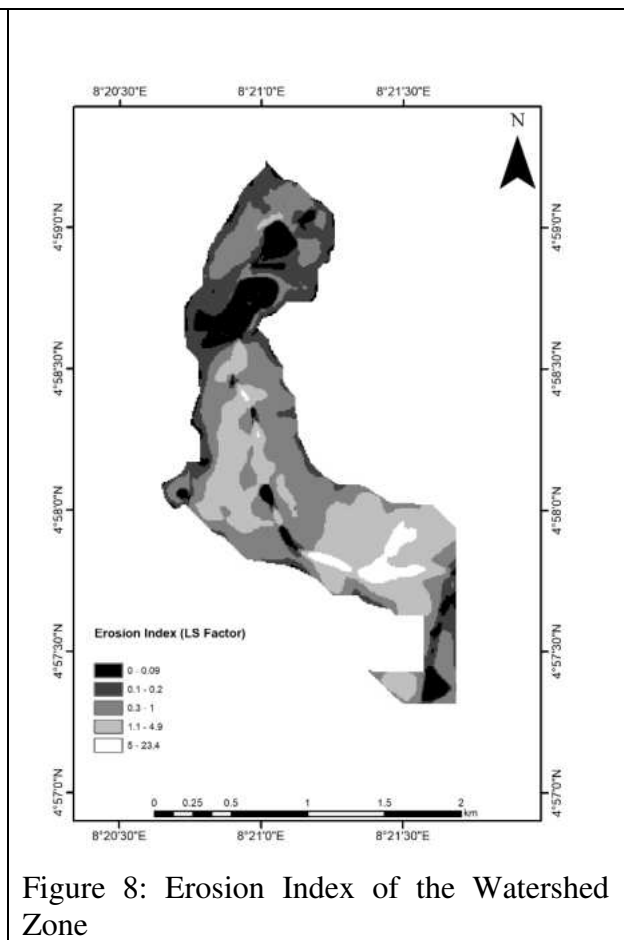 8°20'30"E 8°21'0"E 8°21'30"E
N
4°59'0"N 4°59'0"N
4°58'30"N 4°58'30"N
4°58'0"N 4°58'0"N
4°57'30"N 4°57'30"N
4°57'0"N 4°57'0"N
Erosion Index (LS Factor)
0 - 0.09
0.1 - 0.2
0.3 - 1
1.1 - 4.9
5 - 23.4
0 0.25 0.5 1 1.5 2
km
8°20'30"E 8°21'0"E 8°21'30"E
Figure 8: Erosion Index of the Watershed
Zone